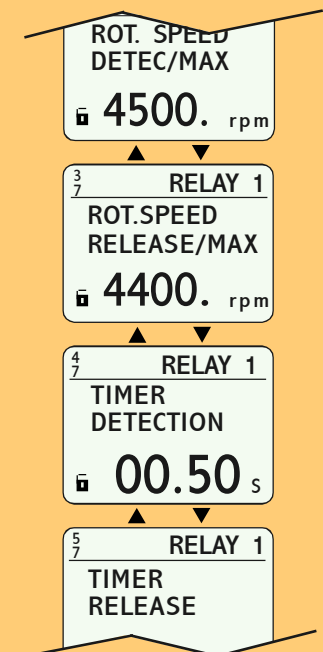 ROT. SPEED
DETEC/MAX
4500. rpm
3/7 RELAY 1
ROT.SPEED
RELEASE/MAX
4400. rpm
4/7 RELAY 1
TIMER
DETECTION
00.50 s
5/7 RELAY 1
TIMER
RELEASE